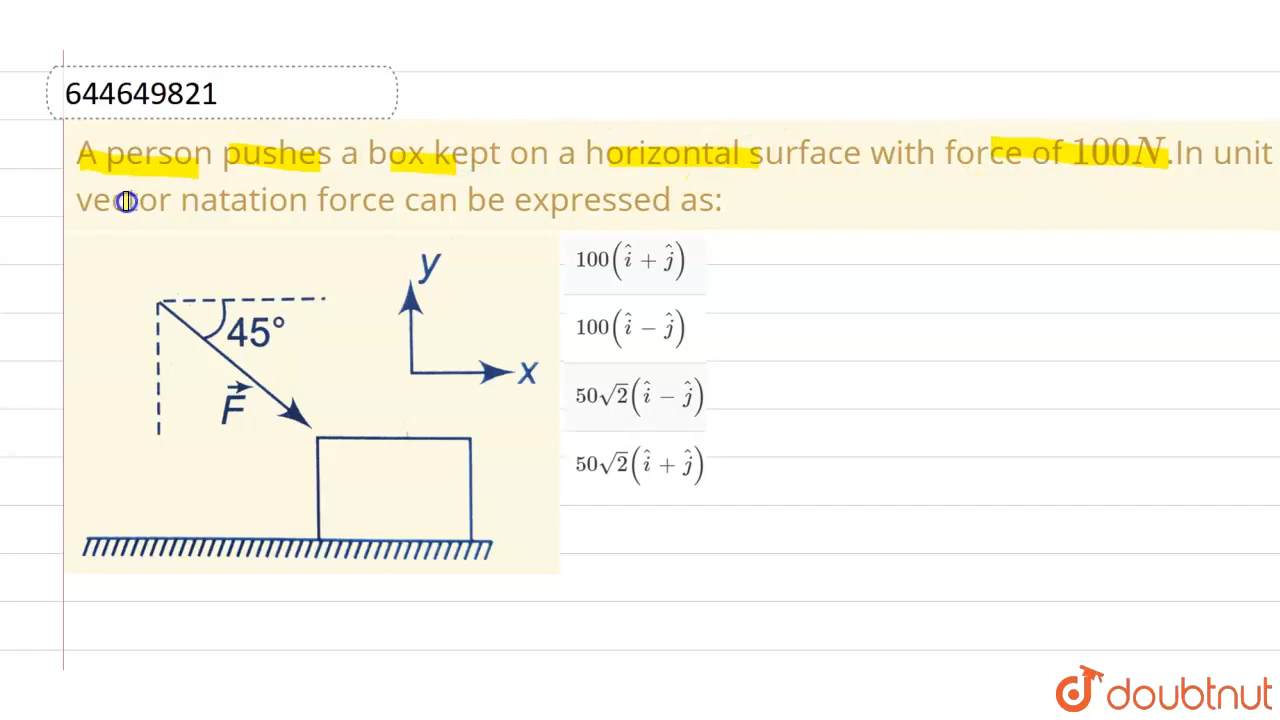 644649821
A person pushes a box kept on a horizontal surface with force of 100N.In unit
vector natation force can be expressed as:
y
45°
x
F⃗
100(î + ĵ)
100(î − ĵ)
50√2(î − ĵ)
50√2(î + ĵ)
doubtnut